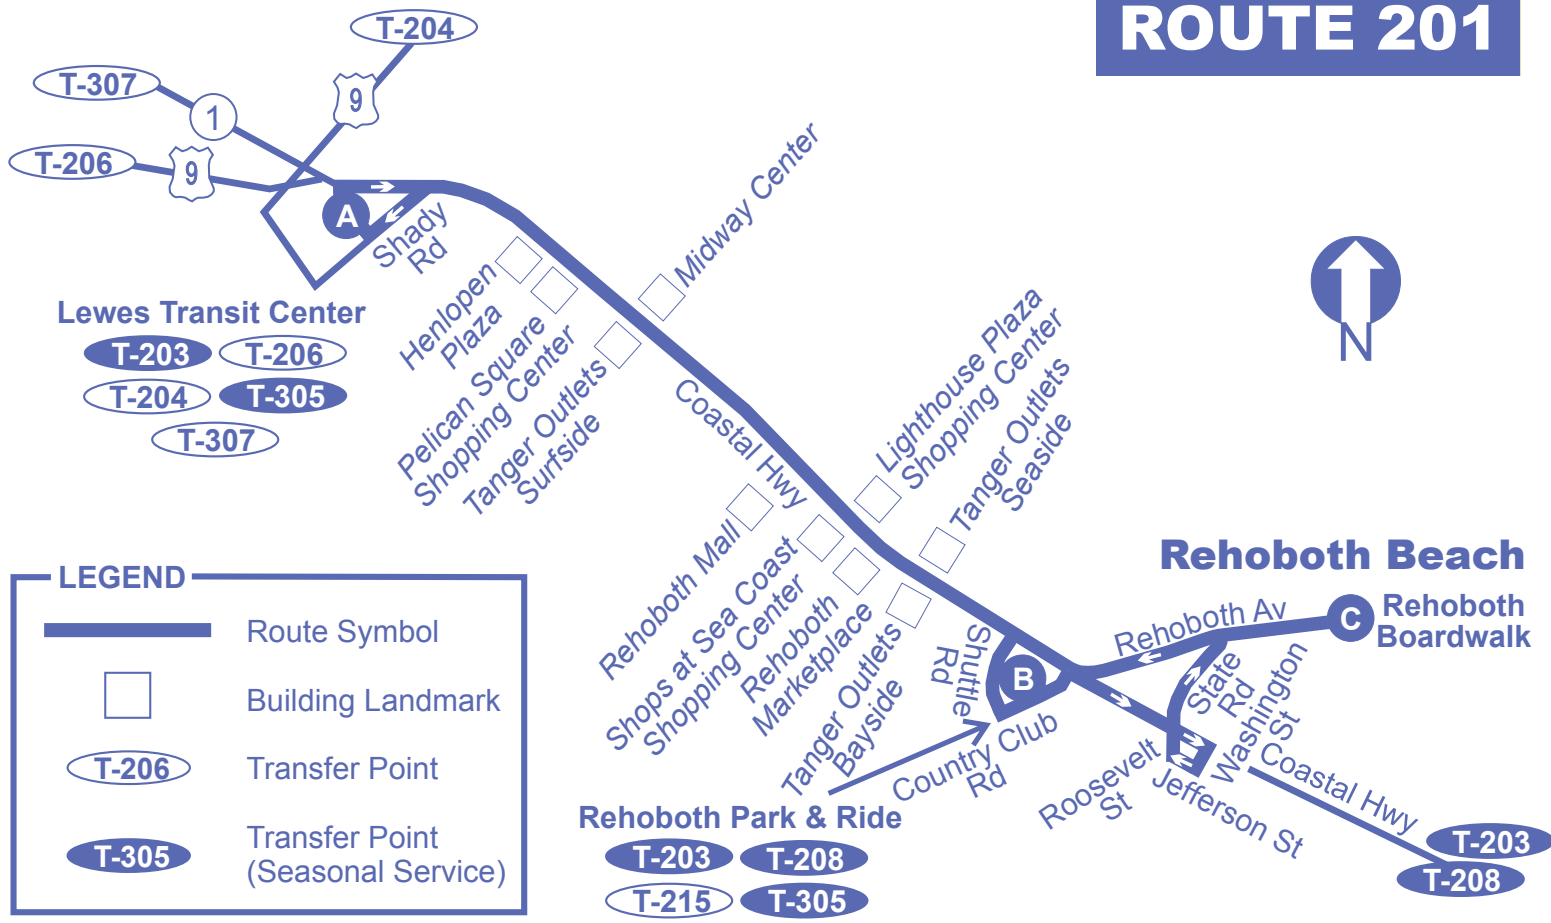 ROUTE 201
T-204
T-307
9
1
T-206
9
A
Shady
Rd
Midway Center
Henlopen
Plaza
Pelican Square
Shopping Center
Tanger Outlets
Surfside
N
Lewes Transit Center
T-203
T-206
T-204
T-305
T-307
Coastal Hwy
Lighthouse Plaza
Shopping Center
Tanger Outlets
Seaside
Rehoboth Mall
Shops at Sea Coast
Shopping Center
Rehoboth
Marketplace
Tanger Outlets
Bayside
Rehoboth Beach
Rehoboth
Boardwalk
C
Rehoboth Av
Shuttle
Rd
B
State
Rd
Washington
St
Country Club
Rd
Roosevelt
St
Jefferson St
Coastal Hwy
T-203
T-208
Rehoboth Park & Ride
T-203
T-208
T-215
T-305
LEGEND
Route Symbol
Building Landmark
T-206
Transfer Point
T-305
Transfer Point
(Seasonal Service)